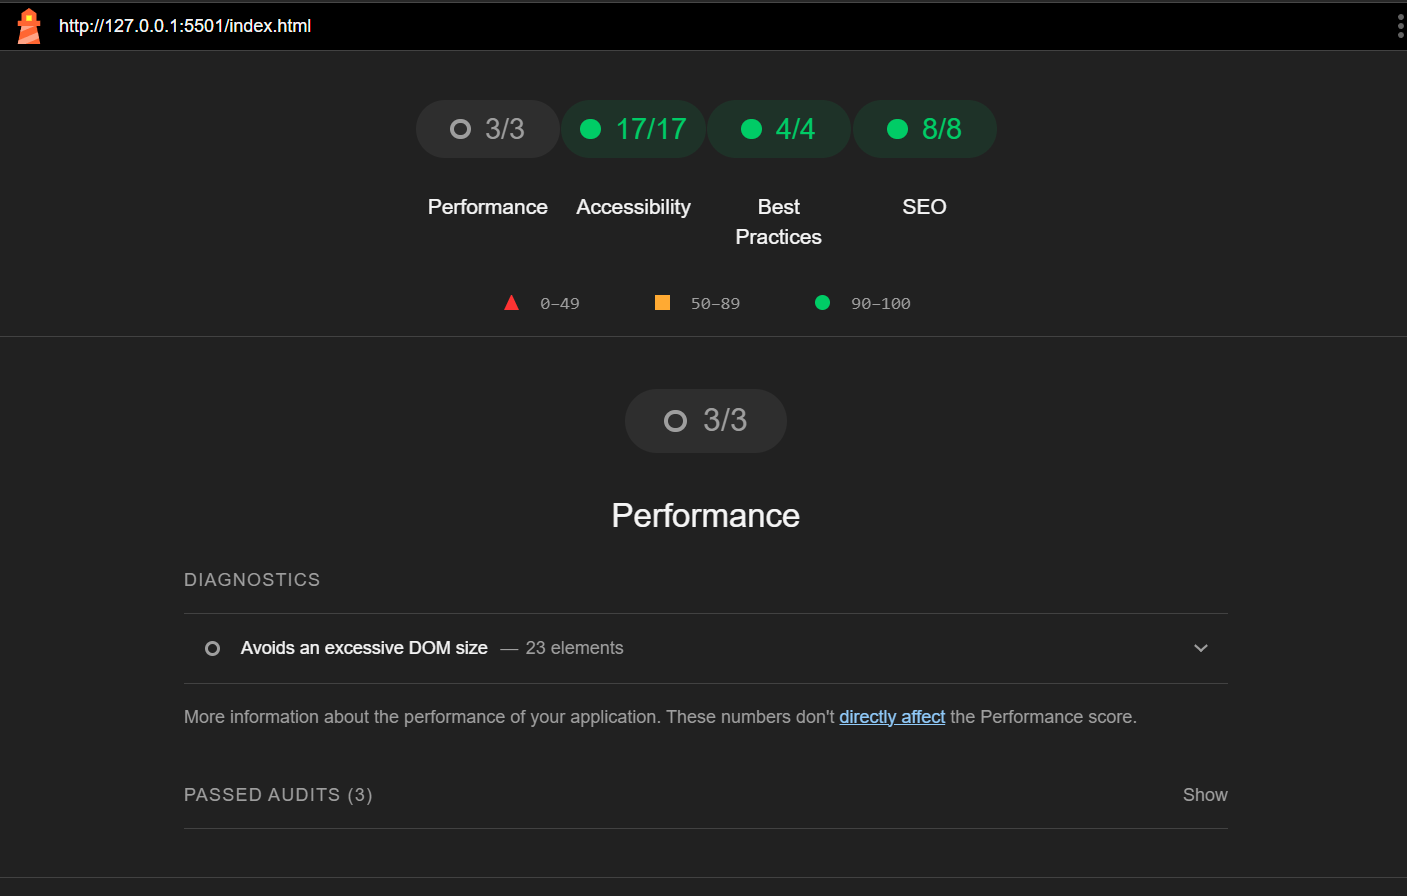 http://127.0.0.1:5501/index.html
3/3 17/17 4/4 8/8
Performance Accessibility Best Practices SEO
0–49 50–89 90–100
3/3
Performance
DIAGNOSTICS
Avoids an excessive DOM size — 23 elements
More information about the performance of your application. These numbers don't directly affect the Performance score.
PASSED AUDITS (3) Show